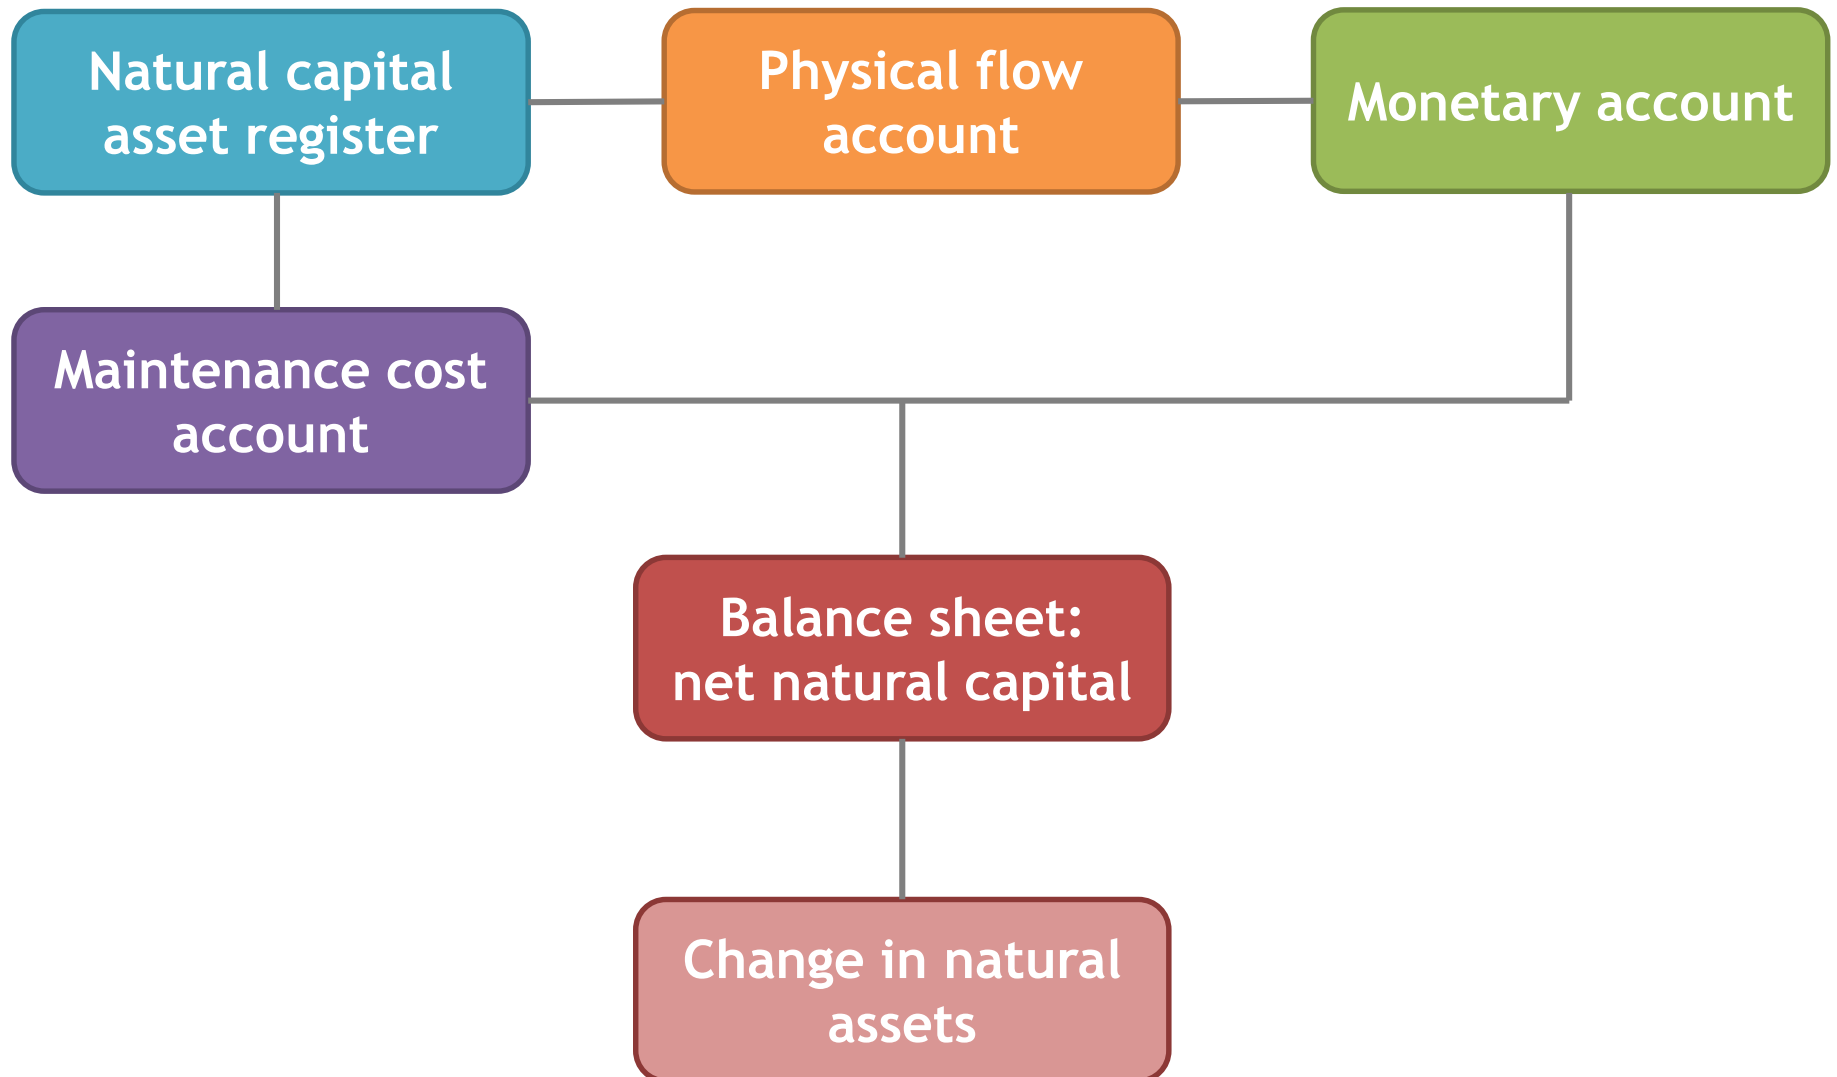 Natural capital
asset register
Physical flow
account
Monetary account
Maintenance cost
account
Balance sheet:
net natural capital
Change in natural
assets